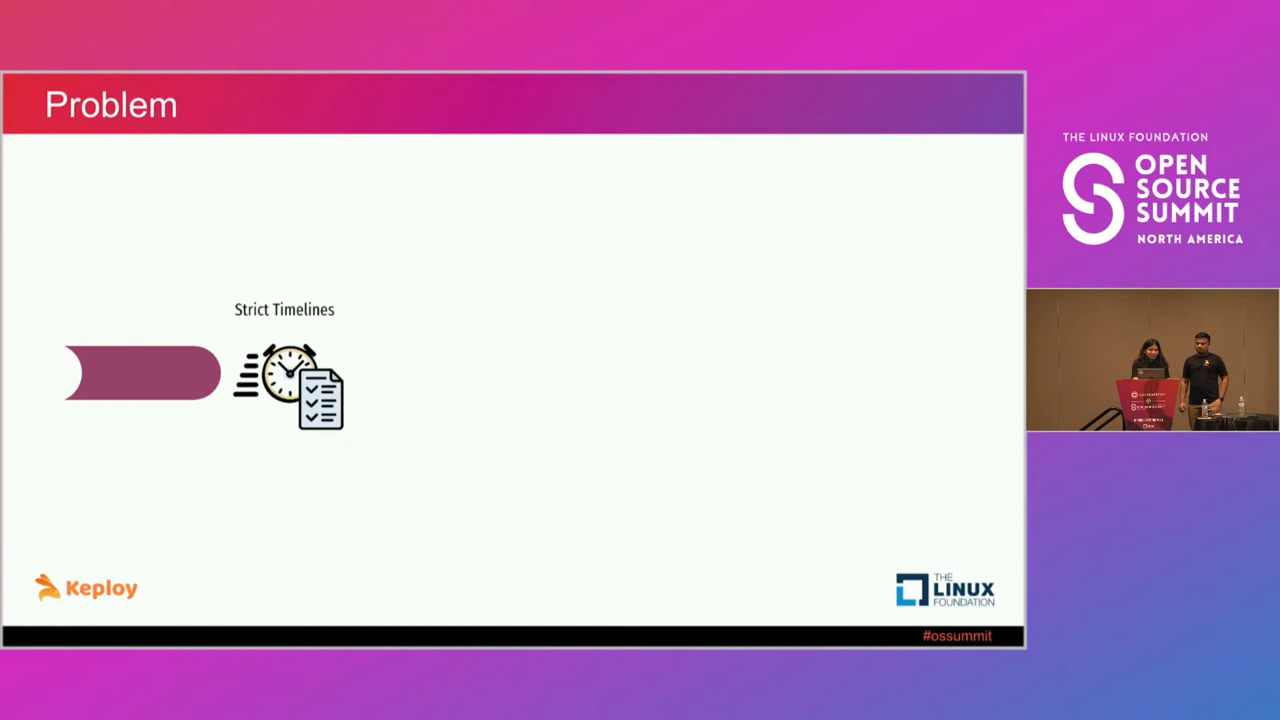 Problem
Strict Timelines
Keploy
THE
LINUX
FOUNDATION
#ossummit
THE LINUX FOUNDATION
OPEN
SOURCE
SUMMIT
NORTH AMERICA